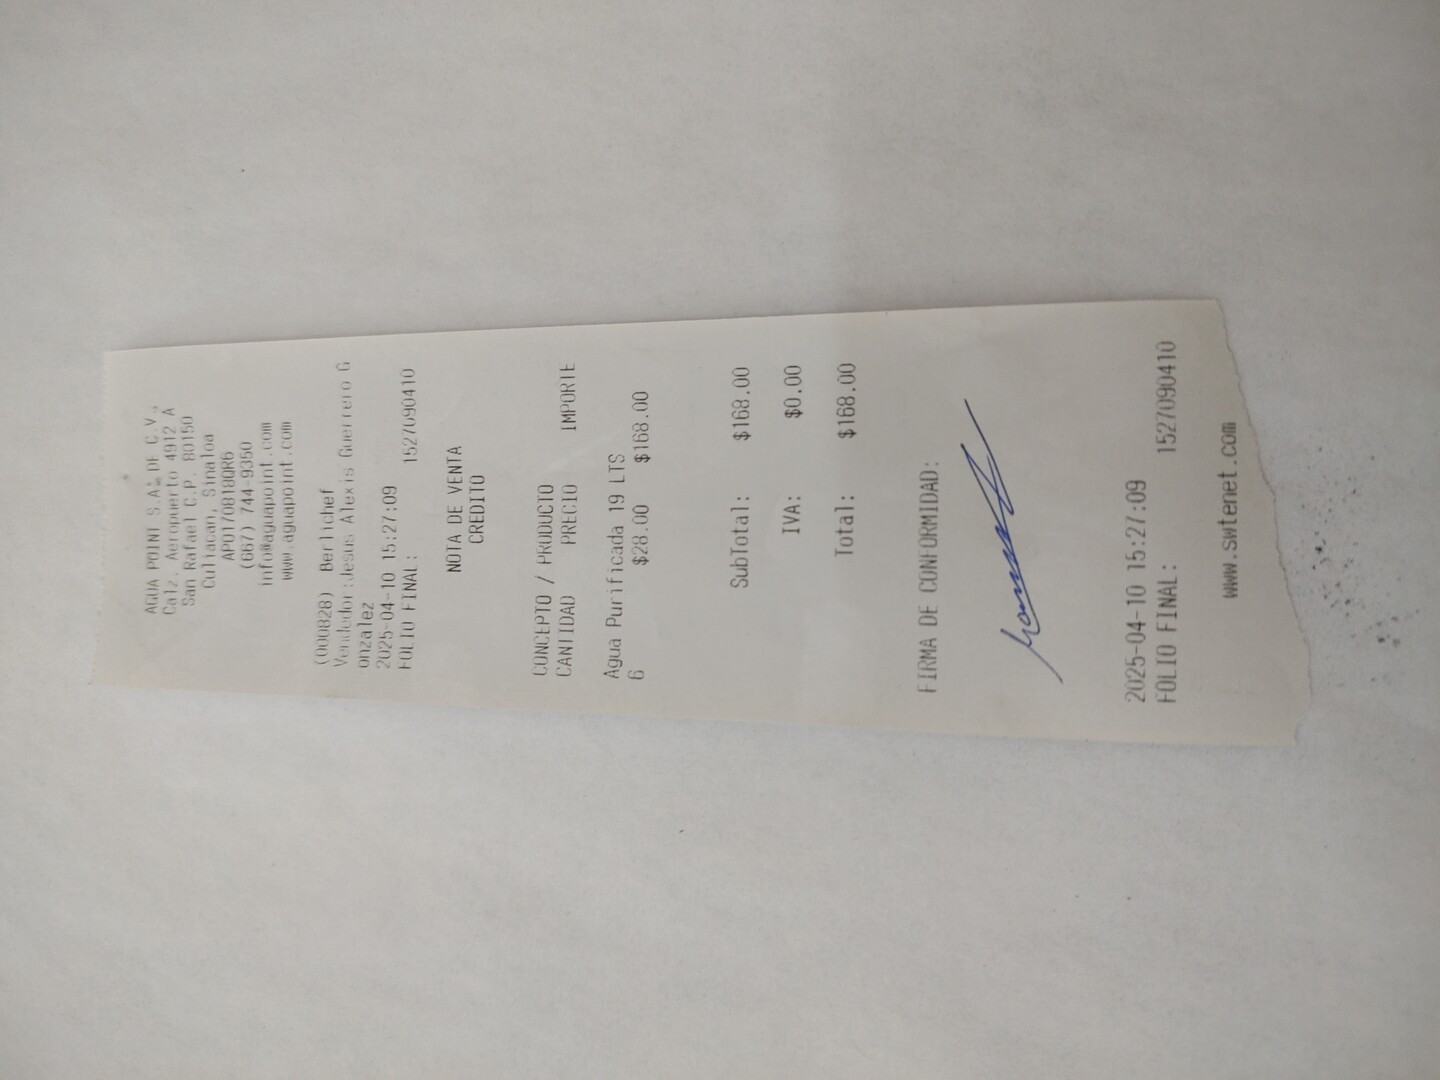 AGUA POINT S.A. DE C.V.,
Calz. Aeropuerto 4912 A
San Rafael C.P. 80150
Culiacan, Sinaloa
APO170818QR6
(667) 744-9350
info@aguapoint.com
www.aguapoint.com
(000828) Berlichef
Vendedor:Jesus Alexis Guerrero G
onzalez
2025-04-10 15:27:09
FOLIO FINAL: 1527090410
NOTA DE VENTA
CREDITO
CONCEPTO / PRODUCTO
CANTIDAD PRECIO IMPORTE
Agua Purificada 19 LTS
6 $28.00 $168.00
SubTotal: $168.00
IVA: $0.00
Total: $168.00
FIRMA DE CONFORMIDAD:
2025-04-10 15:27:09
FOLIO FINAL: 1527090410
www.swtenet.com